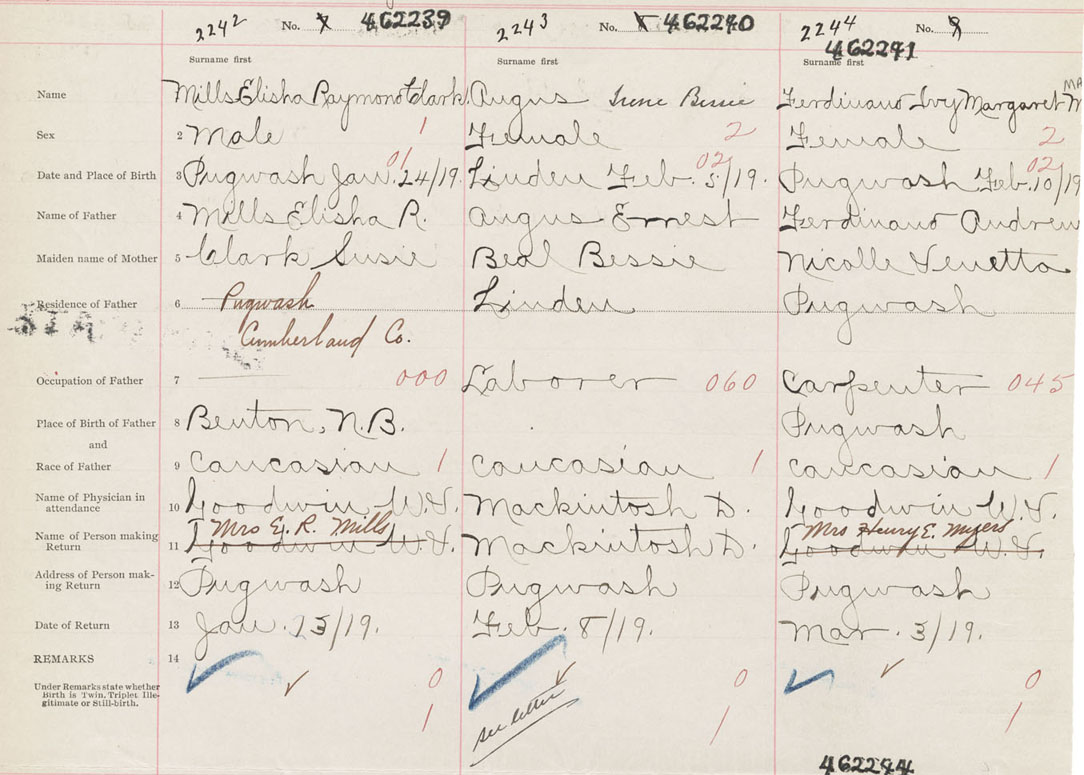 2242 No. 462239 2243 No. 462240 2244 No.
462241
Surname first Surname first Surname first
Name Mills Elisha Raymond Clark Angus Irene Bessie Ferdinand Ivy Margaret
Sex 2 Male 1 Female 2 Female 2
01 02 02
Date and Place of Birth 3 Pugwash Jan. 24/19. Linden Feb. 5/19. Pugwash Feb. 10/19
Name of Father 4 Mills Elisha R. Angus Ernest Ferdinand Andrew
Maiden name of Mother 5 Clark Susie Beal Bessie Nicolle Venetta
Residence of Father 6 Pugwash Linden Pugwash
Cumberland Co.
Occupation of Father 7 000 Laborer 060 Carpenter 045
Place of Birth of Father 8 Benton, N.B. Pugwash
and
Race of Father 9 Caucasian 1 Caucasian 1 Caucasian 1
Name of Physician in
attendance 10 Goodwin W.J. Mackintosh D. Goodwin W.J.
Mrs E. R. Mills Mrs Henry E. Myers
Name of Person making
Return 11 Goodwin W.J. Mackintosh D. Goodwin W.J.
Address of Person mak-
ing Return 12 Pugwash Pugwash Pugwash
Date of Return 13 Jan. /19. Feb. 8/19. Mar. 3/19.
REMARKS 14
Under Remarks state whether
Birth is Twin, Triplet Ille-
gitimate or Still-birth.
0 0 0
see letter
1 1 1
462244